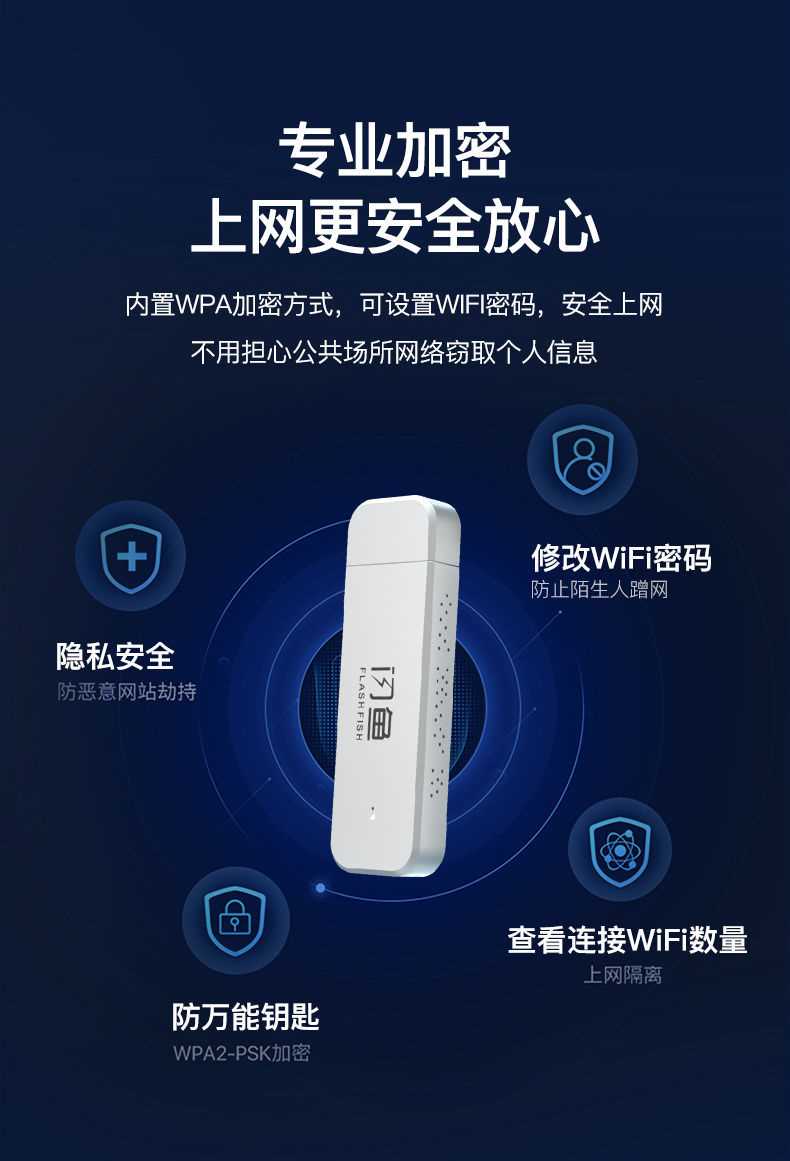 专业加密
上网更安全放心
内置WPA加密方式，可设置WIFI密码，安全上网
不用担心公共场所网络窃取个人信息
修改WiFi密码
防止陌生人蹭网
隐私安全
防恶意网站劫持
闪鱼
FLASH FISH
查看连接WiFi数量
上网隔离
防万能钥匙
WPA2-PSK加密